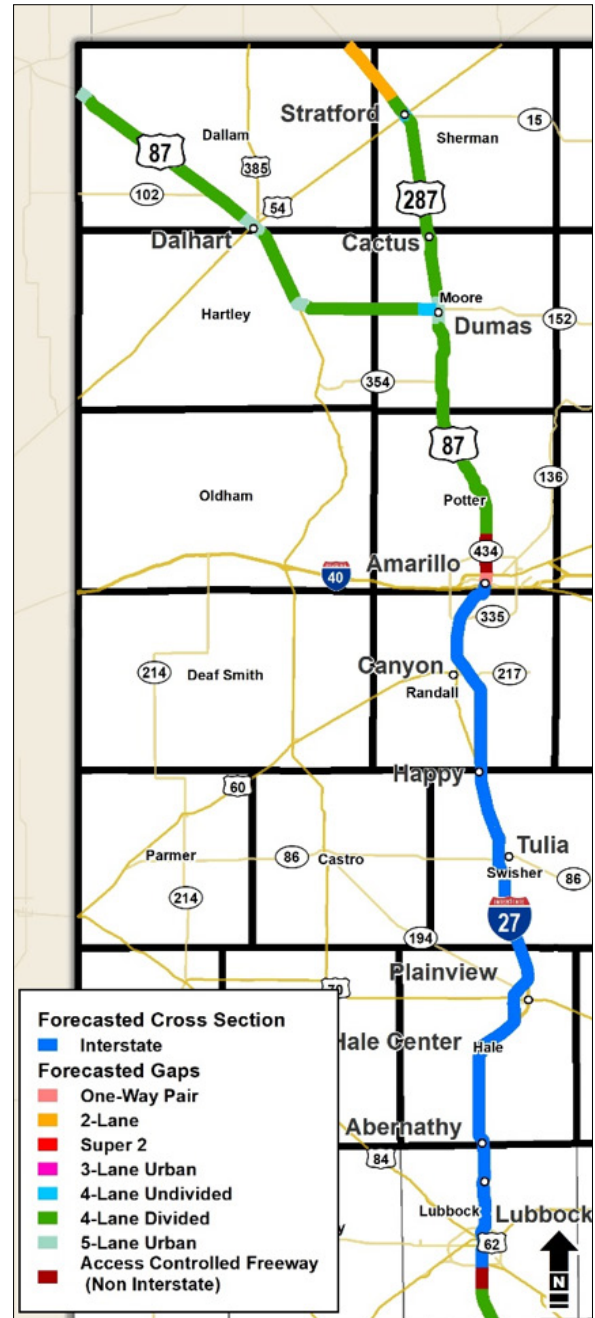 Stratford
15
Dallam
Sherman
87
385
287
102
54
Dalhart
Cactus
Moore
Hartley
Dumas
152
354
87
136
Oldham
Potter
434
Amarillo
40
335
Canyon
217
214
Deaf Smith
Randall
Happy
60
Tulia
Parmer
86
Castro
Swisher
86
214
INTERSTATE
27
194
Plainview
70
Forecasted Cross Section
Hale Center
Interstate
Hale
Forecasted Gaps
One-Way Pair
2-Lane
Abernathy
Super 2
3-Lane Urban
84
4-Lane Undivided
4-Lane Divided
Lubbock
Lubbock
5-Lane Urban
y
62
Access Controlled Freeway
(Non Interstate)
N